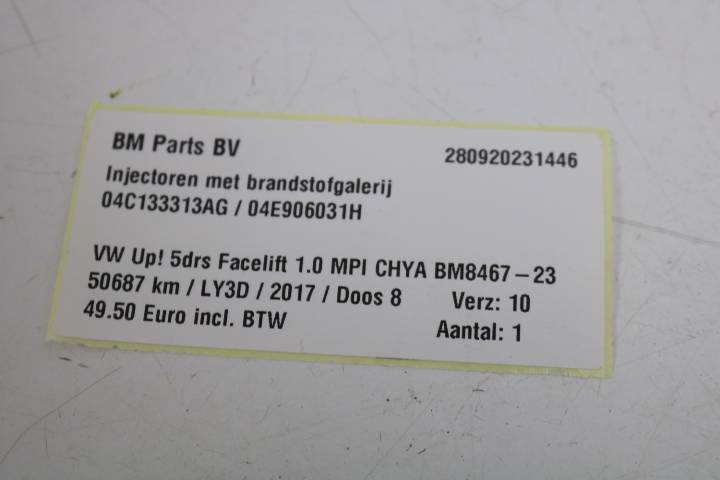 BM Parts BV 280920231446
Injectoren met brandstofgalerij
04C133313AG / 04E906031H
VW Up! 5drs Facelift 1.0 MPI CHYA BM8467-23
50687 km / LY3D / 2017 / Doos 8 Verz: 10
49.50 Euro incl. BTW Aantal: 1